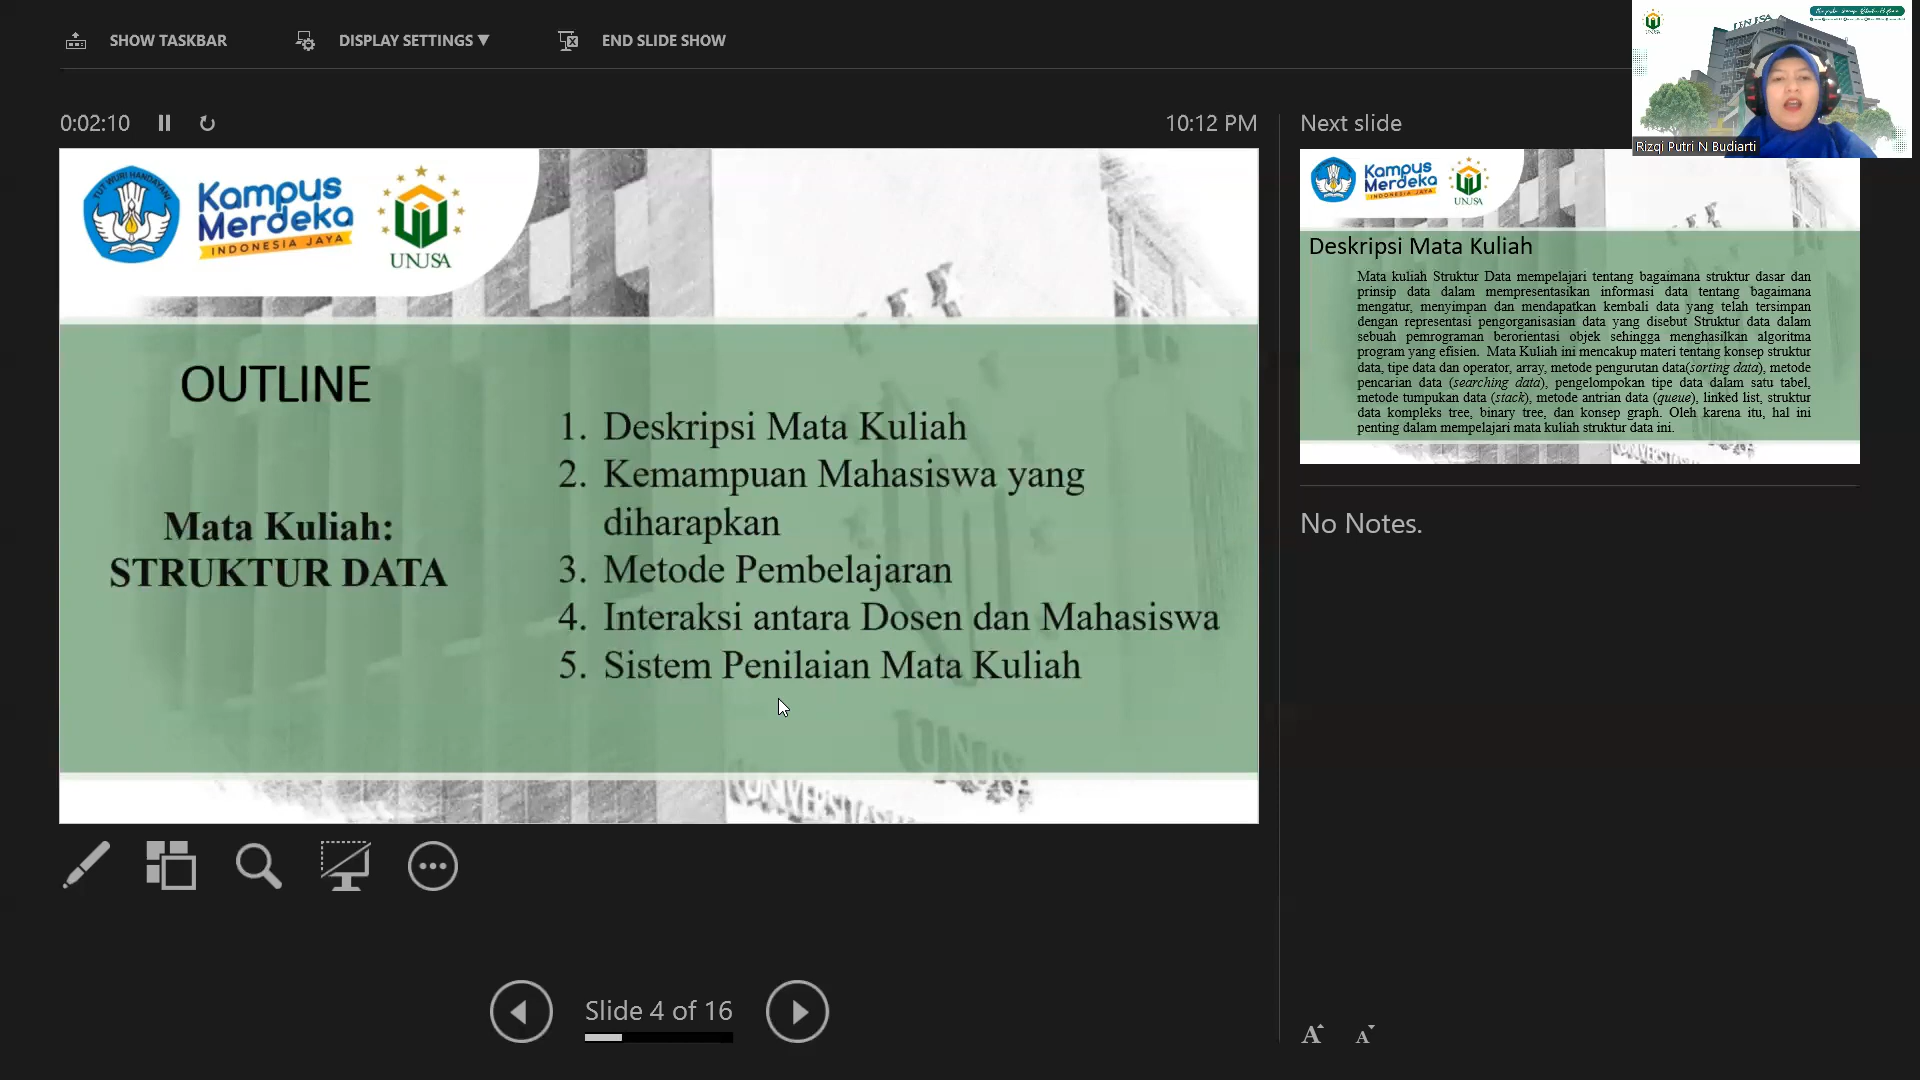 SHOW TASKBAR
DISPLAY SETTINGS ▼
END SLIDE SHOW
0:02:10
10:12 PM
Next slide
UNUSA
Rizqi Putri N Budiarti
TUT WURI HANDAYANI
Kampus
Merdeka
INDONESIA JAYA
UNUSA
OUTLINE
Mata Kuliah:
STRUKTUR DATA
1. Deskripsi Mata Kuliah
2. Kemampuan Mahasiswa yang
diharapkan
3. Metode Pembelajaran
4. Interaksi antara Dosen dan Mahasiswa
5. Sistem Penilaian Mata Kuliah
UNUSA
UNIVERSITAS
Kampus
Merdeka
INDONESIA JAYA
UNUSA
Deskripsi Mata Kuliah
Mata kuliah Struktur Data mempelajari tentang bagaimana struktur dasar dan
prinsip data dalam mempresentasikan informasi data tentang bagaimana
mengatur, menyimpan dan mendapatkan kembali data yang telah tersimpan
dengan representasi pengorganisasian data yang disebut Struktur data dalam
sebuah pemrograman berorientasi objek sehingga menghasilkan algoritma
program yang efisien. Mata Kuliah ini mencakup materi tentang konsep struktur
data, tipe data dan operator, array, metode pengurutan data(sorting data), metode
pencarian data (searching data), pengelompokan tipe data dalam satu tabel,
metode tumpukan data (stack), metode antrian data (queue), linked list, struktur
data kompleks tree, binary tree, dan konsep graph. Oleh karena itu, hal ini
penting dalam mempelajari mata kuliah struktur data ini.
No Notes.
Slide 4 of 16
A A